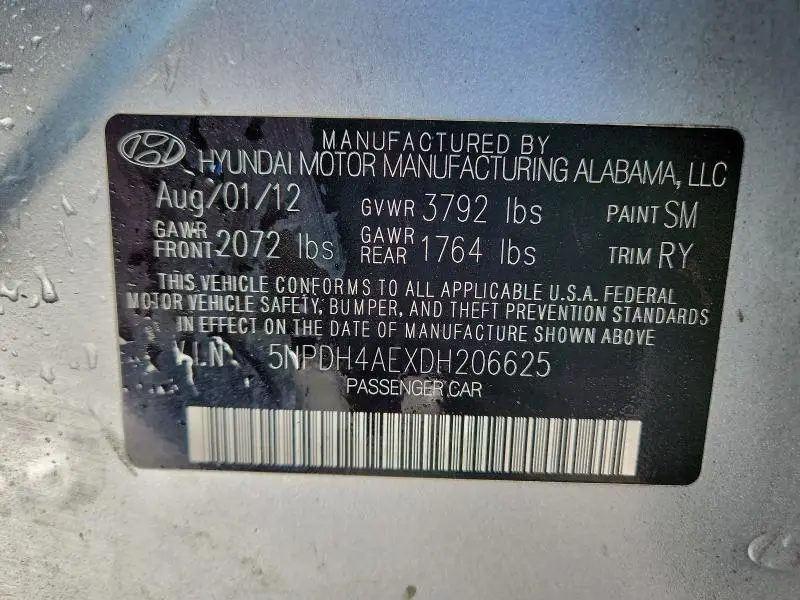 MANUFACTURED BY
HYUNDAI MOTOR MANUFACTURING ALABAMA, LLC
Aug/01/12 GVWR 3792 lbs PAINT SM
GAWR FRONT 2072 lbs GAWR REAR 1764 lbs TRIM RY
THIS VEHICLE CONFORMS TO ALL APPLICABLE U.S.A. FEDERAL
MOTOR VEHICLE SAFETY, BUMPER, AND THEFT PREVENTION STANDARDS
IN EFFECT ON THE DATE OF MANUFACTURE SHOWN ABOVE
V.I.N: 5NPDH4AEXDH206625
PASSENGER CAR